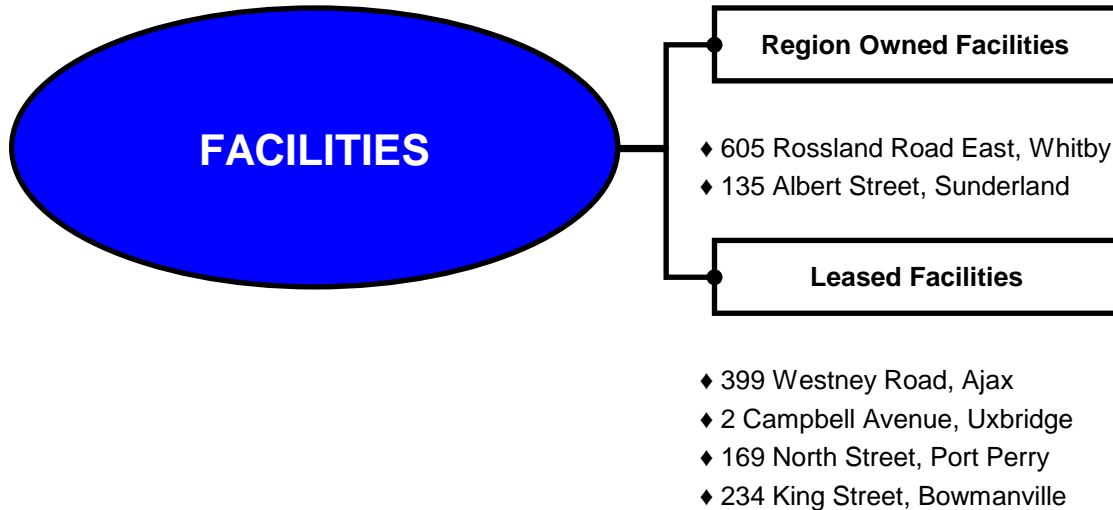 FACILITIES
Region Owned Facilities
♦ 605 Rossland Road East, Whitby
♦ 135 Albert Street, Sunderland
Leased Facilities
♦ 399 Westney Road, Ajax
♦ 2 Campbell Avenue, Uxbridge
♦ 169 North Street, Port Perry
♦ 234 King Street, Bowmanville